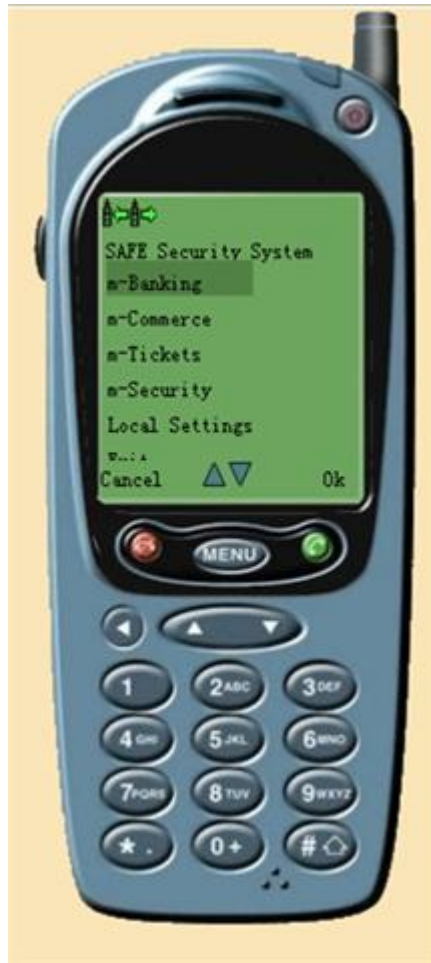 SAFE Security System
m-Banking
m-Commerce
m-Tickets
m-Security
Local Settings
Cancel Ok
MENU
1 2ABC 3DEF
4GHI 5JKL 6MNO
7PQRS 8TUV 9WXYZ
* . 0+ #